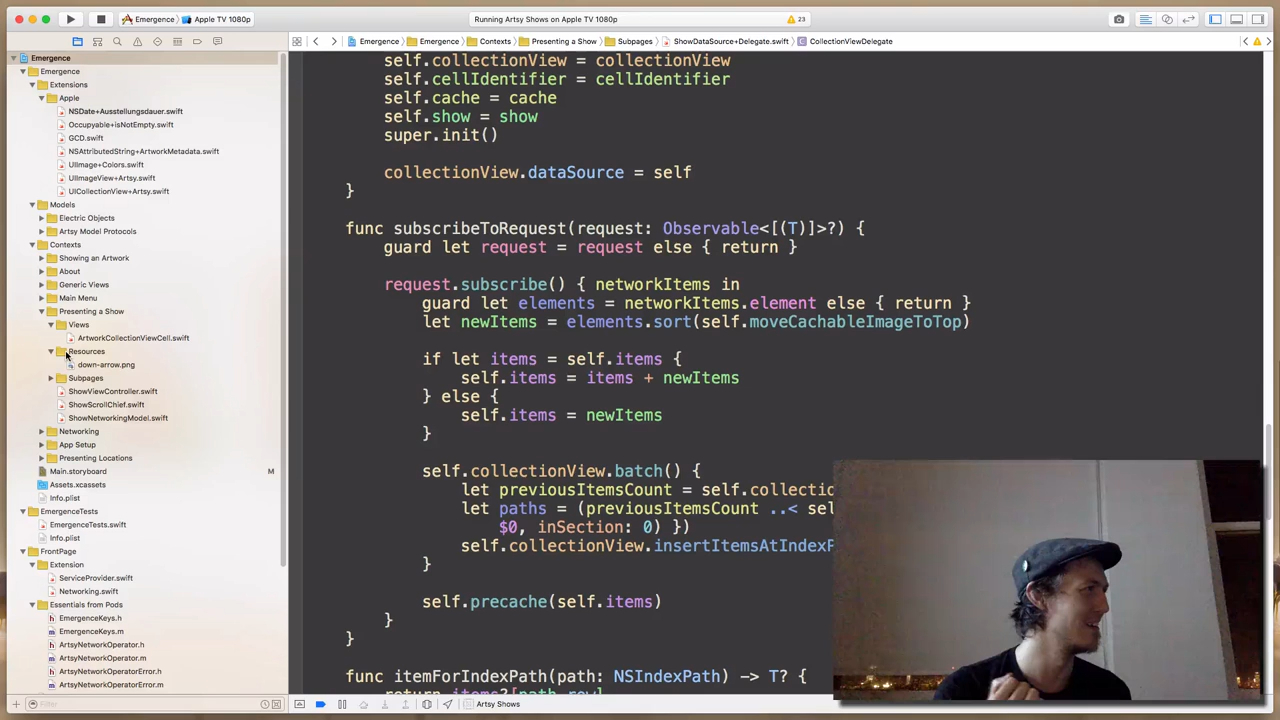 Emergence
Apple TV 1080p
Running Artsy Shows on Apple TV 1080p
23
Emergence
Emergence
Contexts
Presenting a Show
Subpages
ShowDataSource+Delegate.swift
CollectionViewDelegate
Emergence
Emergence
Extensions
Apple
NSDate+Ausstellungsdauer.swift
Occupyable+isNotEmpty.swift
GCD.swift
NSAttributedString+ArtworkMetadata.swift
UIImage+Colors.swift
UIImageView+Artsy.swift
UICollectionView+Artsy.swift
Models
Electric Objects
Artsy Model Protocols
Contexts
Showing an Artwork
About
Generic Views
Main Menu
Presenting a Show
Views
ArtworkCollectionViewCell.swift
Resources
down-arrow.png
Subpages
ShowViewController.swift
ShowScrollChief.swift
ShowNetworkingModel.swift
Networking
App Setup
Presenting Locations
Main.storyboard M
Assets.xcassets
Info.plist
EmergenceTests
EmergenceTests.swift
Info.plist
FrontPage
Extension
ServiceProvider.swift
Networking.swift
Essentials from Pods
EmergenceKeys.h
EmergenceKeys.m
ArtsyNetworkOperator.h
ArtsyNetworkOperator.m
ArtsyNetworkOperatorError.h
ArtsyNetworkOperatorError.m
Filter
self.collectionView = collectionView
self.cellIdentifier = cellIdentifier
self.cache = cache
self.show = show
super.init()
collectionView.dataSource = self
}
func subscribeToRequest(request: Observable<[(T)]>?) {
guard let request = request else { return }
request.subscribe() { networkItems in
guard let elements = networkItems.element else { return }
let newItems = elements.sort(self.moveCachableImageToTop)
if let items = self.items {
self.items = items + newItems
} else {
self.items = newItems
}
self.collectionView.batch() {
let previousItemsCount = self.collectio
let paths = (previousItemsCount ..< sel
$0, inSection: 0) })
self.collectionView.insertItemsAtIndexP
}
self.precache(self.items)
}
}
func itemForIndexPath(path: NSIndexPath) -> T? {
return items?[path.row]
Artsy Shows